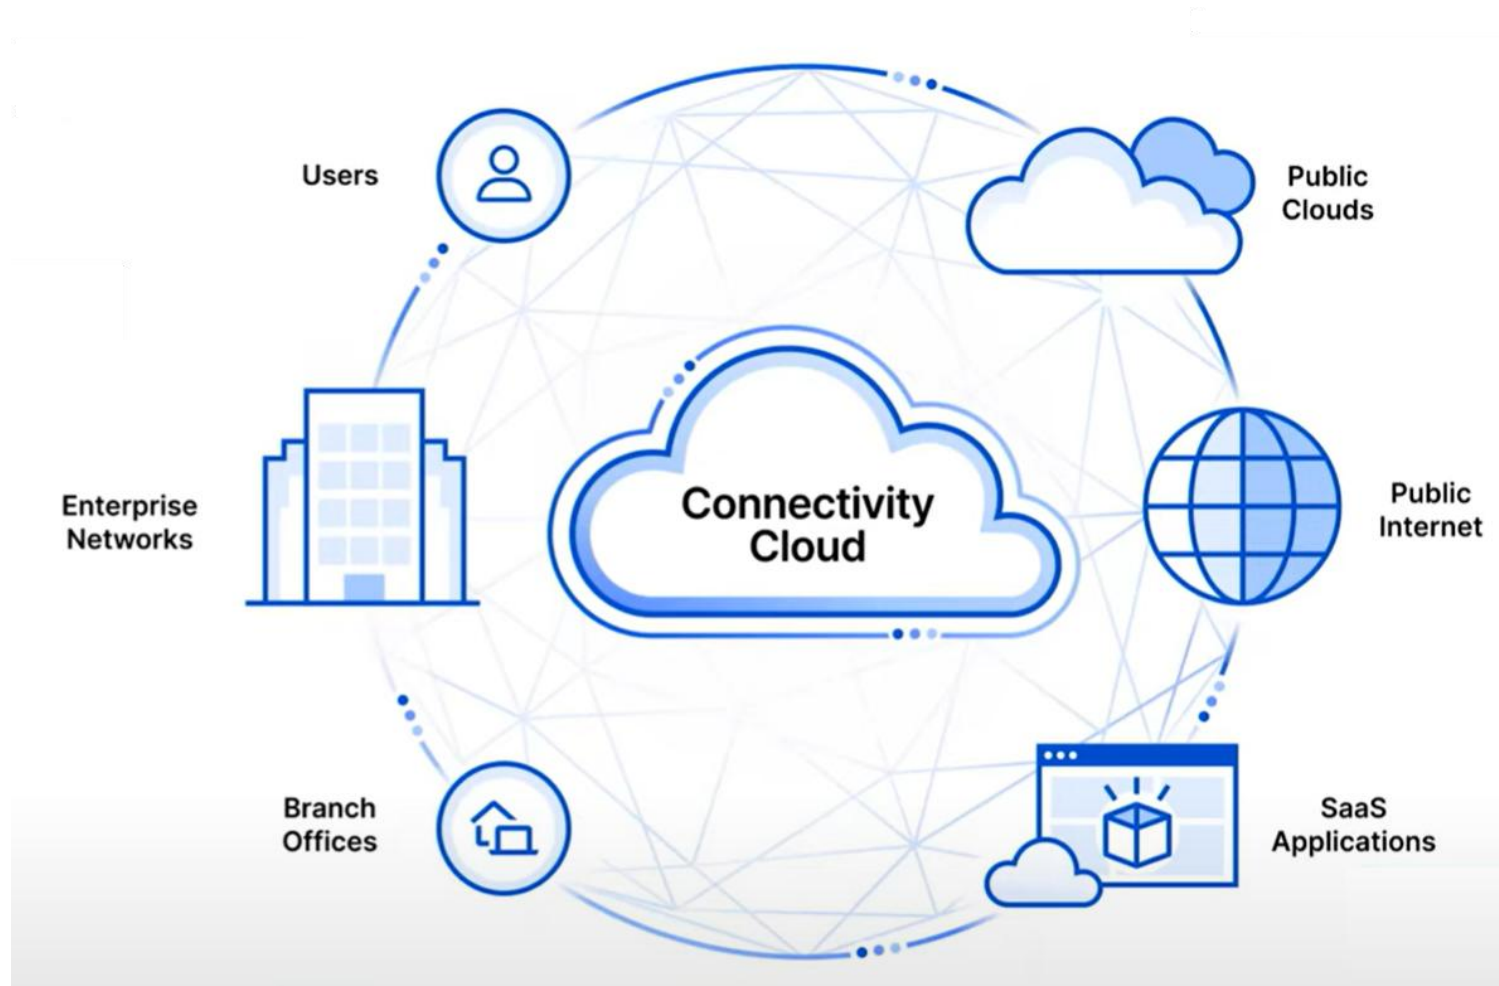 Users
Public
Clouds
Enterprise
Networks
Connectivity
Cloud
Public
Internet
Branch
Offices
SaaS
Applications